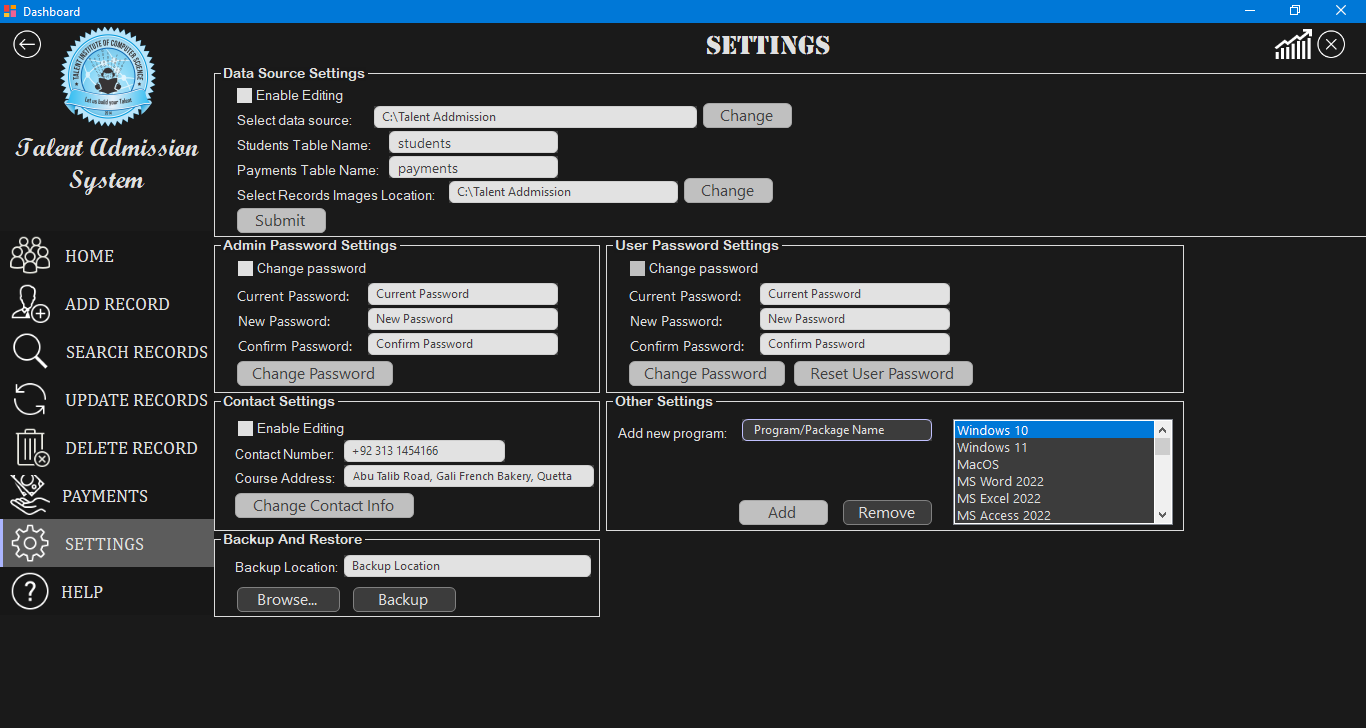 Dashboard
TALENT INSTITUTE OF COMPUTER SCIENCE
Let us build your Talent
Talent Admission
System
HOME
ADD RECORD
SEARCH RECORDS
UPDATE RECORDS
DELETE RECORD
PAYMENTS
SETTINGS
HELP
SETTINGS
Data Source Settings
Enable Editing
Select data source: C:\Talent Addmission Change
Students Table Name: students
Payments Table Name: payments
Select Records Images Location: C:\Talent Addmission Change
Submit
Admin Password Settings
Change password
Current Password: Current Password
New Password: New Password
Confirm Password: Confirm Password
Change Password
User Password Settings
Change password
Current Password: Current Password
New Password: New Password
Confirm Password: Confirm Password
Change Password Reset User Password
Contact Settings
Enable Editing
Contact Number: +92 313 1454166
Course Address: Abu Talib Road, Gali French Bakery, Quetta
Change Contact Info
Other Settings
Add new program: Program/Package Name
Windows 10
Windows 11
MacOS
MS Word 2022
MS Excel 2022
MS Access 2022
Add Remove
Backup And Restore
Backup Location: Backup Location
Browse... Backup